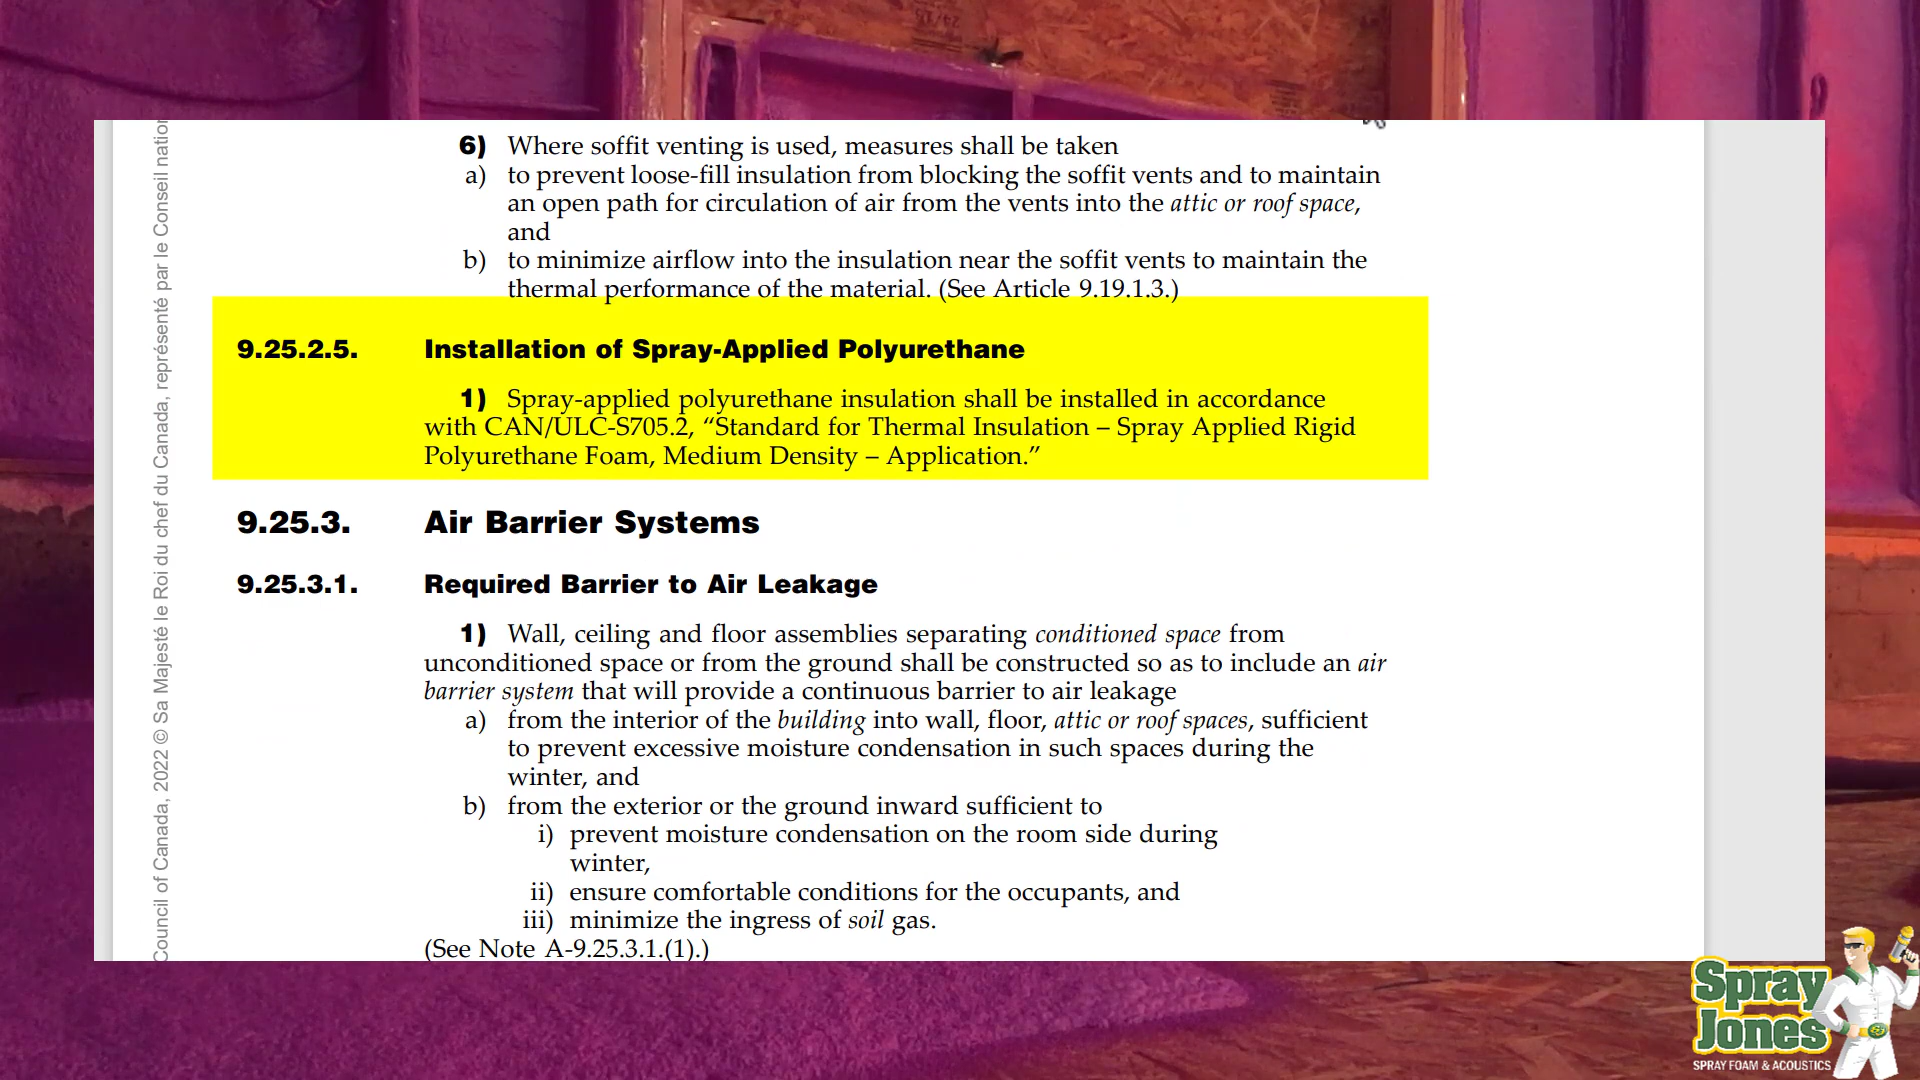 6) Where soffit venting is used, measures shall be taken
a) to prevent loose-fill insulation from blocking the soffit vents and to maintain
an open path for circulation of air from the vents into the attic or roof space,
and
b) to minimize airflow into the insulation near the soffit vents to maintain the
thermal performance of the material. (See Article 9.19.1.3.)
9.25.2.5. Installation of Spray-Applied Polyurethane
1) Spray-applied polyurethane insulation shall be installed in accordance
with CAN/ULC-S705.2, “Standard for Thermal Insulation – Spray Applied Rigid
Polyurethane Foam, Medium Density – Application.”
9.25.3. Air Barrier Systems
9.25.3.1. Required Barrier to Air Leakage
1) Wall, ceiling and floor assemblies separating conditioned space from
unconditioned space or from the ground shall be constructed so as to include an air
barrier system that will provide a continuous barrier to air leakage
a) from the interior of the building into wall, floor, attic or roof spaces, sufficient
to prevent excessive moisture condensation in such spaces during the
winter, and
b) from the exterior or the ground inward sufficient to
i) prevent moisture condensation on the room side during
winter,
ii) ensure comfortable conditions for the occupants, and
iii) minimize the ingress of soil gas.
(See Note A-9.25.3.1.(1).)
Council of Canada, 2022 © Sa Majesté le Roi du chef du Canada, représenté par le Conseil
Spray
Jones
SPRAY FOAM & ACOUSTICS